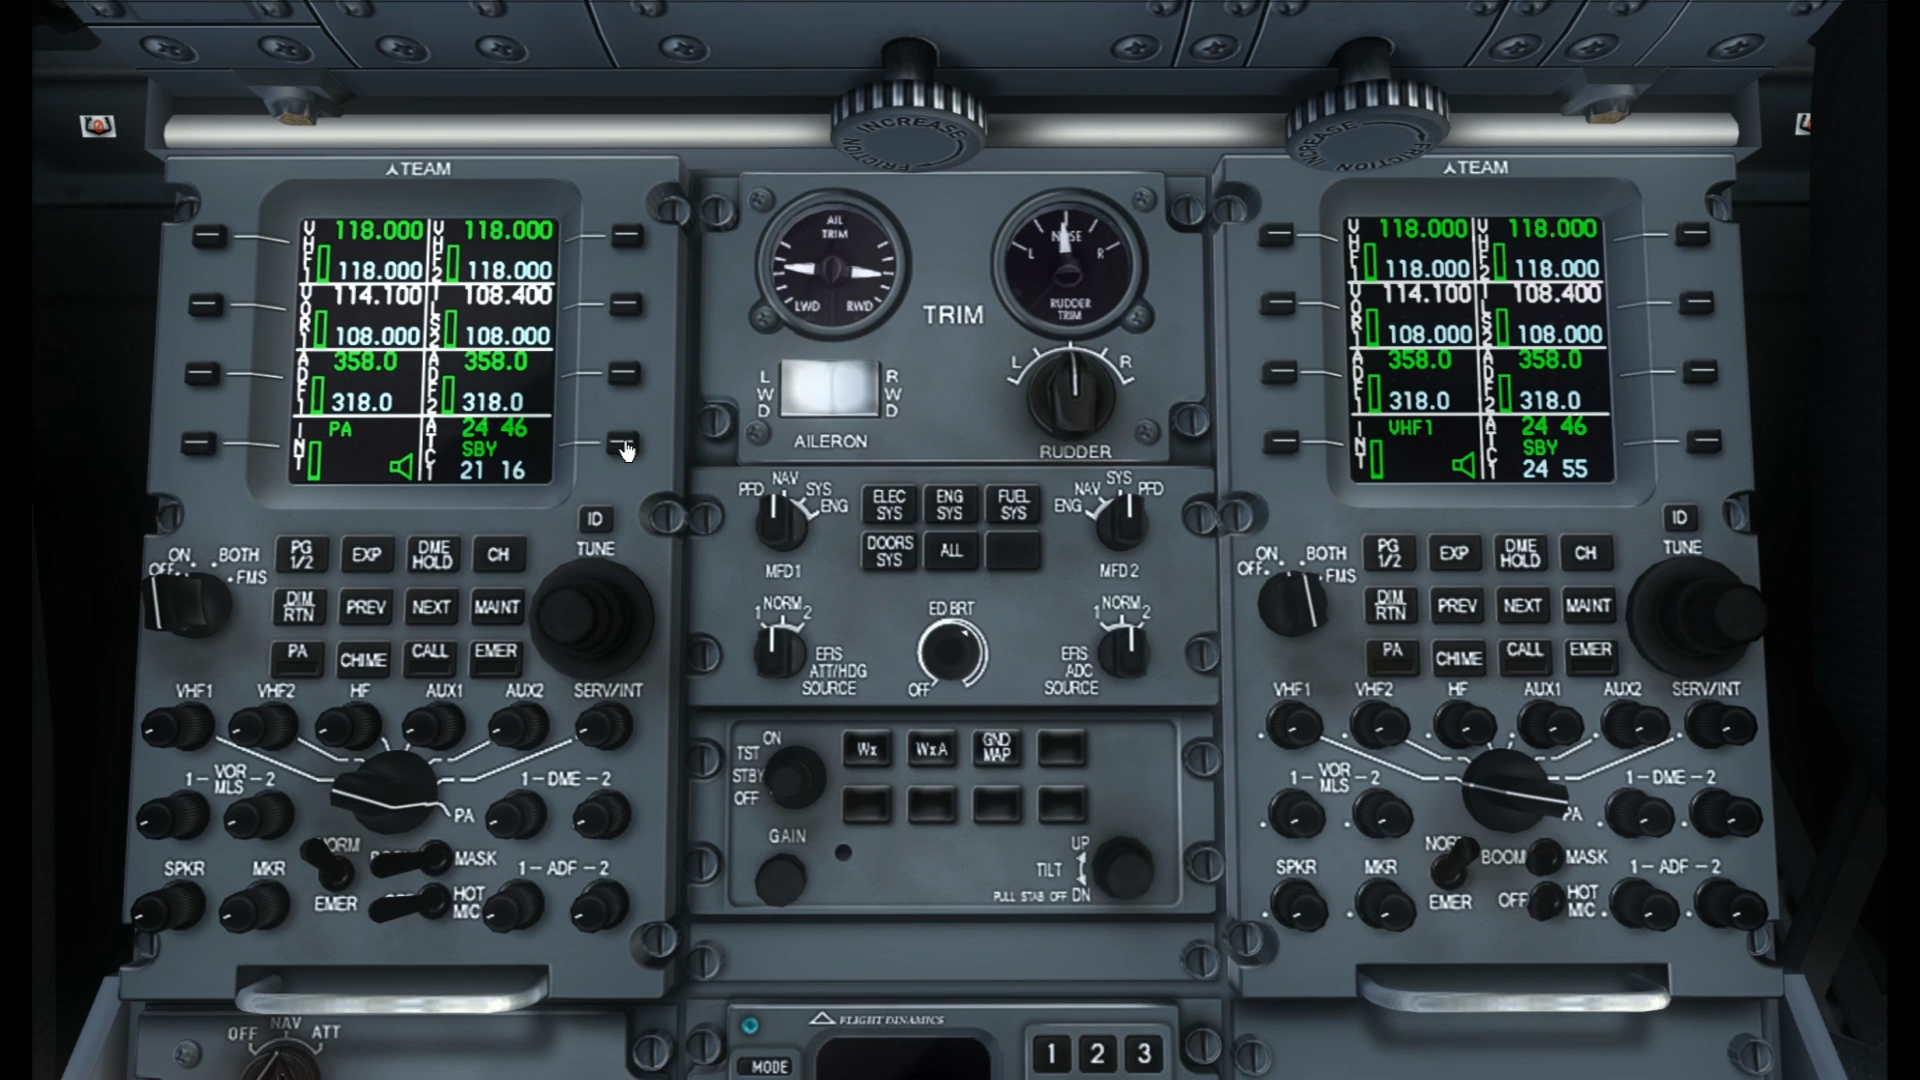 INCREASE
FRICTION
INCREASE
FRICTION
TEAM
VHF1
118.000
118.000
VHF2
118.000
118.000
VOR1
114.100
108.000
ILS2
108.400
108.000
ADF1
358.0
318.0
ADF2
358.0
318.0
INT
PA
ATC1
24 46
SBY
21 16
ID
TUNE
OFF
ON
BOTH
FMS
PG
1/2
EXP
DME
HOLD
CH
DIM
RTN
PREV
NEXT
MAINT
PA
CHIME
CALL
EMER
VHF1
VHF2
HF
AUX1
AUX2
SERV/INT
1 – VOR – 2
MLS
1 – DME – 2
PA
SPKR
MKR
NORM
EMER
MASK
HOT
MIC
1 – ADF – 2
OFF
NAV
ATT
AIL
TRIM
LWD
RWD
TRIM
L
NOSE
R
RUDDER
TRIM
LWD
RWD
AILERON
L
R
RUDDER
PFD
NAV
SYS
ENG
MFD1
ELEC
SYS
ENG
SYS
FUEL
SYS
DOORS
SYS
ALL
ENG
NAV
SYS
PFD
MFD2
1
NORM
2
EFIS
ATT/HDG
SOURCE
ED BRT
OFF
1
NORM
2
EFIS
ADC
SOURCE
ON
TST
STBY
OFF
Wx
WxA
GND
MAP
GAIN
UP
TILT
PULL STAB OFF DN
FLIGHT DINAMICS
MODE
1
2
3
TEAM
VHF1
118.000
118.000
VHF2
118.000
118.000
VOR1
114.100
108.000
ILS2
108.400
108.000
ADF1
358.0
318.0
ADF2
358.0
318.0
INT
VHF1
ATC1
24 46
SBY
24 55
ID
TUNE
OFF
ON
BOTH
FMS
PG
1/2
EXP
DME
HOLD
CH
DIM
RTN
PREV
NEXT
MAINT
PA
CHIME
CALL
EMER
VHF1
VHF2
HF
AUX1
AUX2
SERV/INT
1 – VOR – 2
MLS
1 – DME – 2
PA
SPKR
MKR
NORM
EMER
BOOM
MASK
OFF
HOT
MIC
1 – ADF – 2